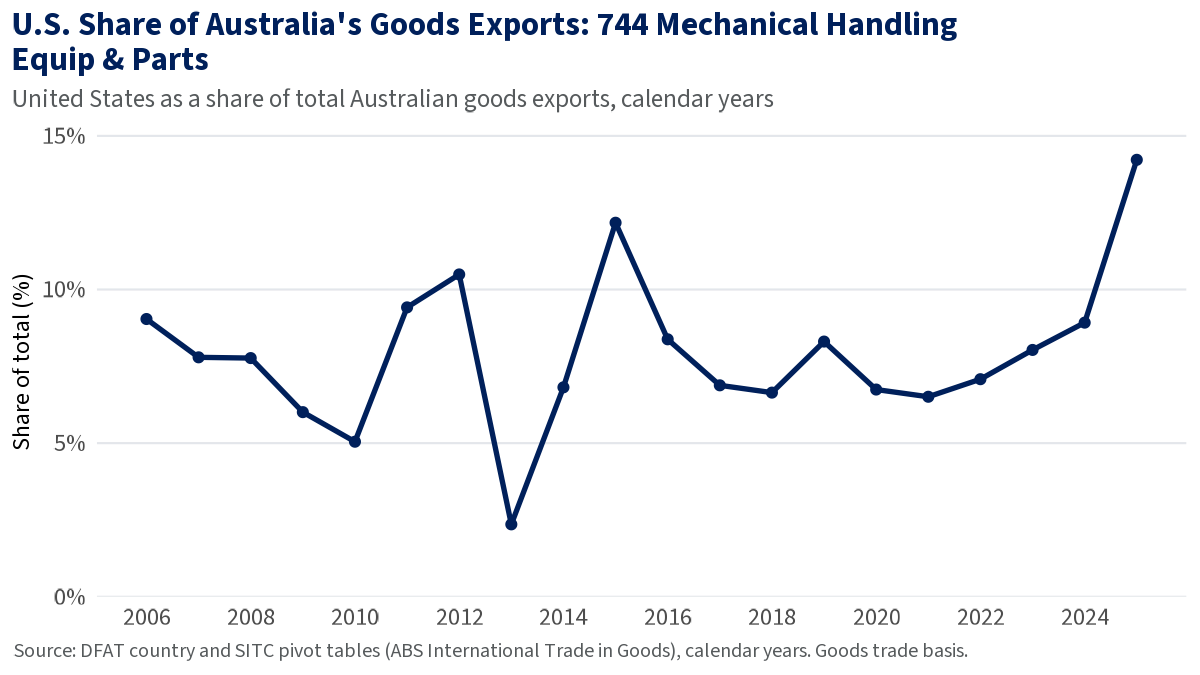 U.S. Share of Australia's Goods Exports: 744 Mechanical Handling
Equip & Parts
United States as a share of total Australian goods exports, calendar years
15%
10%
5%
0%
Share of total (%)
2006 2008 2010 2012 2014 2016 2018 2020 2022 2024
Source: DFAT country and SITC pivot tables (ABS International Trade in Goods), calendar years. Goods trade basis.